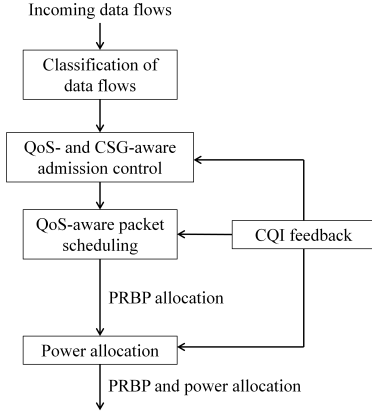 Incoming data flows
Classification of
data flows
QoS- and CSG-aware
admission control
QoS-aware packet
scheduling
CQI feedback
PRBP allocation
Power allocation
PRBP and power allocation